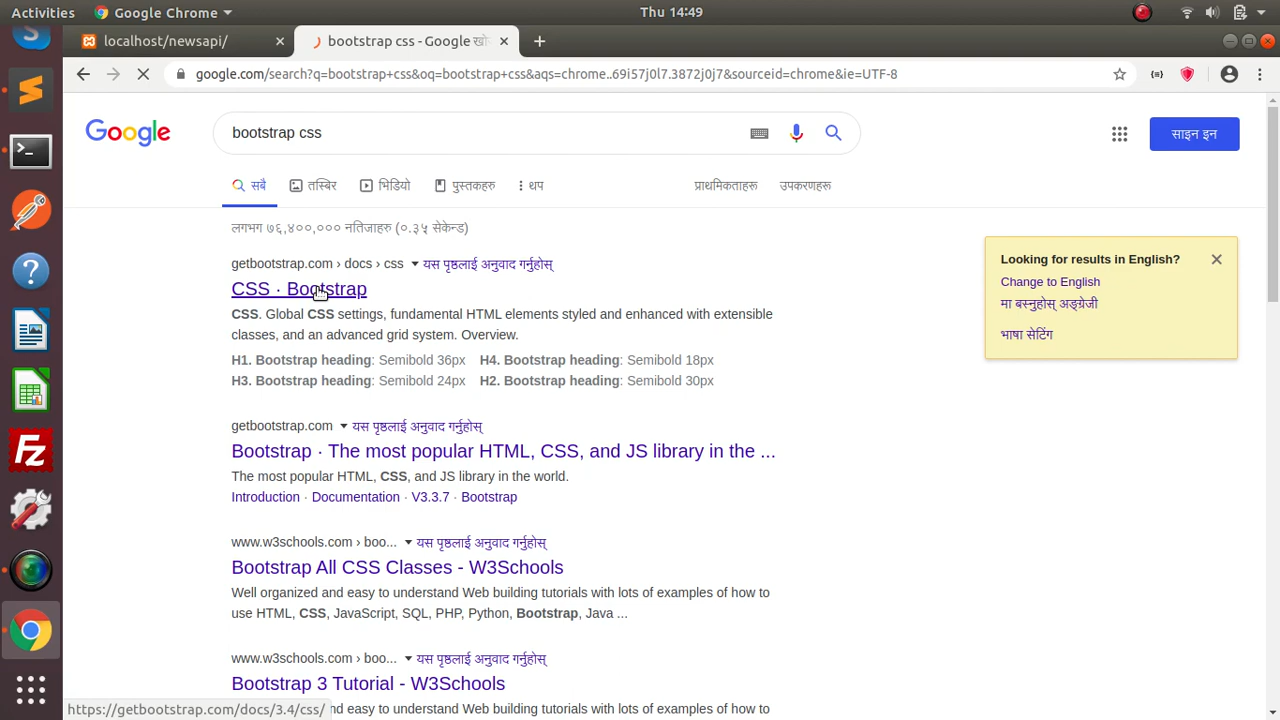 Activities
Google Chrome
Thu 14:49
localhost/newsapi/
bootstrap css - Google खो
google.com/search?q=bootstrap+css&oq=bootstrap+css&aqs=chrome..69i57j0l7.3872j0j7&sourceid=chrome&ie=UTF-8
Google
bootstrap css
साइन इन
सबै
तस्बिर
भिडियो
पुस्तकहरु
थप
प्राथमिकताहरू
उपकरणहरू
लगभग ७६,४००,००० नतिजाहरु (०.३५ सेकेन्ड)
getbootstrap.com › docs › css
यस पृष्ठलाई अनुवाद गर्नुहोस्
CSS · Bootstrap
CSS. Global CSS settings, fundamental HTML elements styled and enhanced with extensible
classes, and an advanced grid system. Overview.
H1. Bootstrap heading: Semibold 36px
H4. Bootstrap heading: Semibold 18px
H3. Bootstrap heading: Semibold 24px
H2. Bootstrap heading: Semibold 30px
Looking for results in English?
Change to English
मा बस्नुहोस् अङ्ग्रेजी
भाषा सेटिंग
getbootstrap.com
यस पृष्ठलाई अनुवाद गर्नुहोस्
Bootstrap · The most popular HTML, CSS, and JS library in the ...
The most popular HTML, CSS, and JS library in the world.
Introduction · Documentation · V3.3.7 · Bootstrap
www.w3schools.com › boo...
यस पृष्ठलाई अनुवाद गर्नुहोस्
Bootstrap All CSS Classes - W3Schools
Well organized and easy to understand Web building tutorials with lots of examples of how to
use HTML, CSS, JavaScript, SQL, PHP, Python, Bootstrap, Java ...
www.w3schools.com › boo...
यस पृष्ठलाई अनुवाद गर्नुहोस्
Bootstrap 3 Tutorial - W3Schools
nd easy to understand Web building tutorials with lots of examples of how to
https://getbootstrap.com/docs/3.4/css/